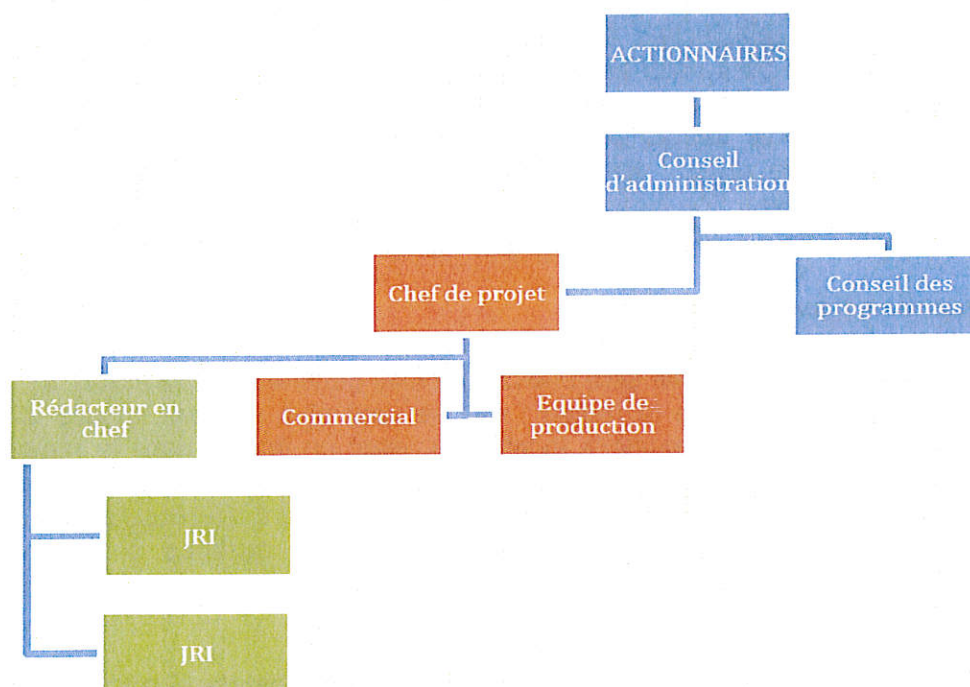 ACTIONNAIRES
Conseil
d'administration
Chef de projet
Conseil des
programmes
Rédacteur en
chef
Commercial
Equipe de
production
JRI
JRI